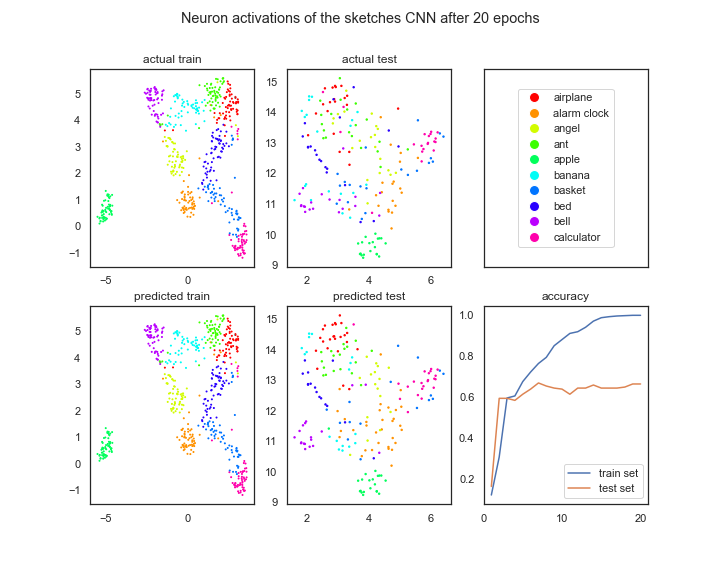 Neuron activations of the sketches CNN after 20 epochs
actual train
actual test
5
4
3
2
1
0
−1
−5
0
15
14
13
12
11
10
9
2
4
6
airplane
alarm clock
angel
ant
apple
banana
basket
bed
bell
calculator
predicted train
predicted test
accuracy
5
4
3
2
1
0
−1
−5
0
15
14
13
12
11
10
9
2
4
6
1.0
0.8
0.6
0.4
0.2
0
10
20
train set
test set